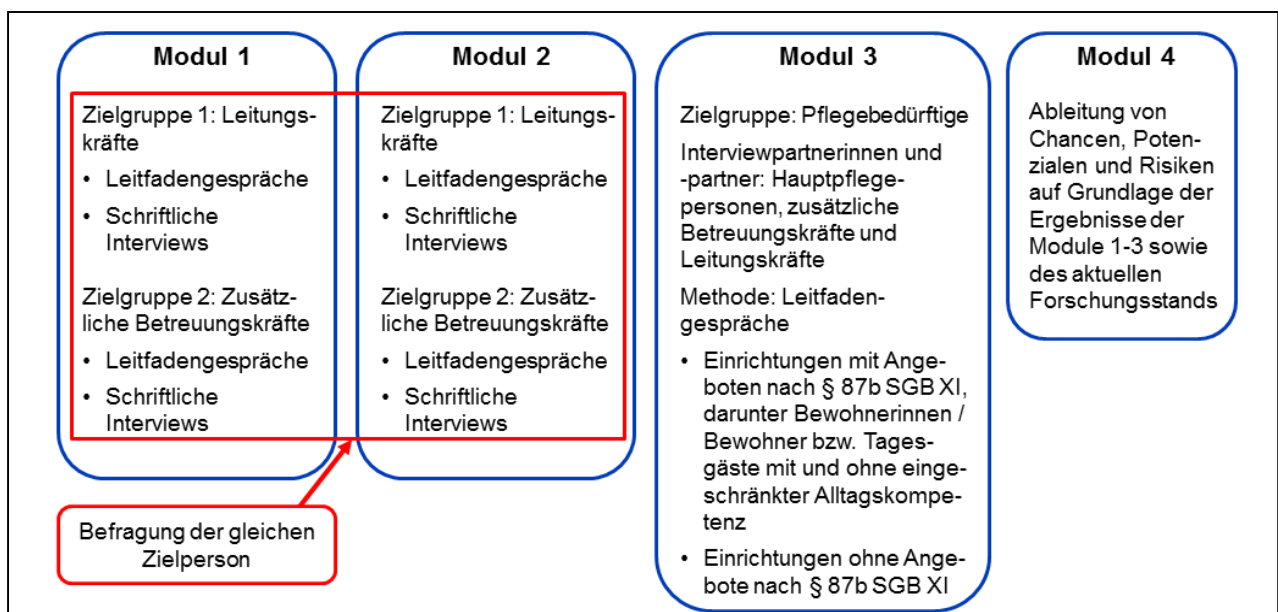 Modul 1
Zielgruppe 1: Leitungs-
kräfte
• Leitfadengespräche
• Schriftliche
Interviews
Zielgruppe 2: Zusätz-
liche Betreuungskräfte
• Leitfadengespräche
• Schriftliche
Interviews
Modul 2
Zielgruppe 1: Leitungs-
kräfte
• Leitfadengespräche
• Schriftliche
Interviews
Zielgruppe 2: Zusätz-
liche Betreuungskräfte
• Leitfadengespräche
• Schriftliche
Interviews
Befragung der gleichen
Zielperson
Modul 3
Zielgruppe: Pflegebedürftige
Interviewpartnerinnen und
-partner: Hauptpflege-
personen, zusätzliche
Betreuungskräfte und
Leitungskräfte
Methode: Leitfaden-
gespräche
• Einrichtungen mit Ange-
boten nach § 87b SGB XI,
darunter Bewohnerinnen /
Bewohner bzw. Tages-
gäste mit und ohne einge-
schränkter Alltagskompe-
tenz
• Einrichtungen ohne Ange-
bote nach § 87b SGB XI
Modul 4
Ableitung von
Chancen, Poten-
zialen und Risiken
auf Grundlage der
Ergebnisse der
Module 1-3 sowie
des aktuellen
Forschungsstands